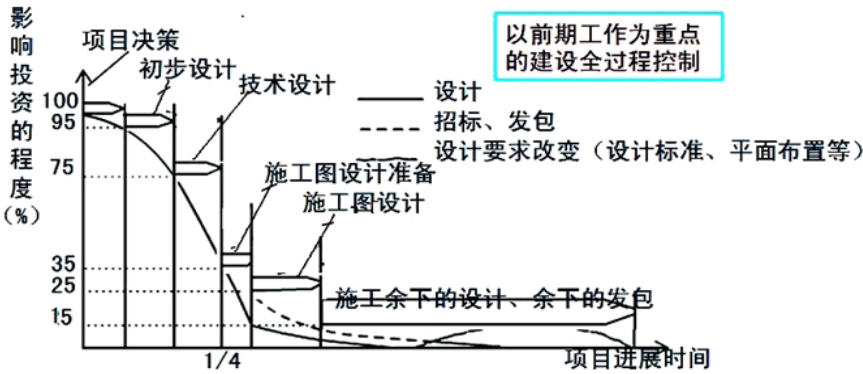 影响投资的程度(%)
项目决策
初步设计
技术设计
以前期工作为重点
的建设全过程控制
设计
招标、发包
设计要求改变（设计标准、平面布置等）
施工图设计准备
施工图设计
施工余下的设计、余下的发包
100
95
75
35
25
15
1/4
项目进展时间